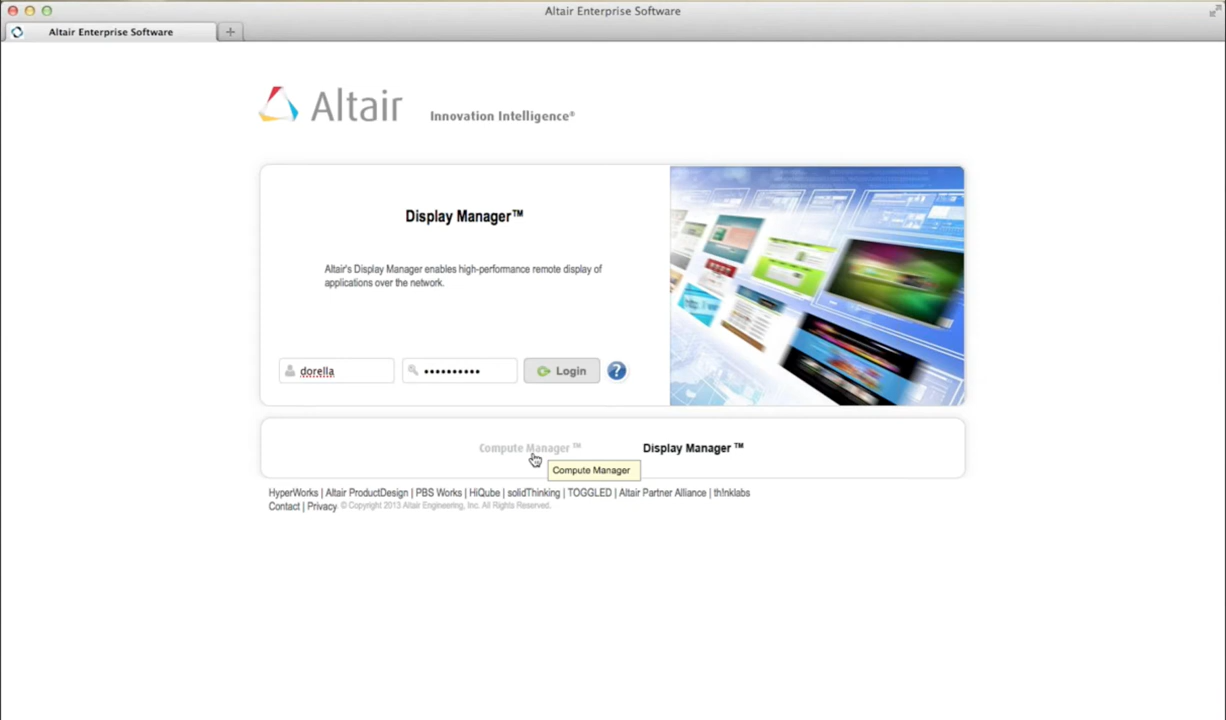 Altair Enterprise Software
Altair Enterprise Software
Altair Innovation Intelligence®
Display Manager™
Altair's Display Manager enables high-performance remote display of
applications over the network.
dorella •••••••••• Login ?
Compute Manager ™ Display Manager ™
Compute Manager
HyperWorks | Altair ProductDesign | PBS Works | HiQube | solidThinking | TOGGLED | Altair Partner Alliance | th!nklabs
Contact | Privacy © Copyright 2013 Altair Engineering, Inc. All Rights Reserved.